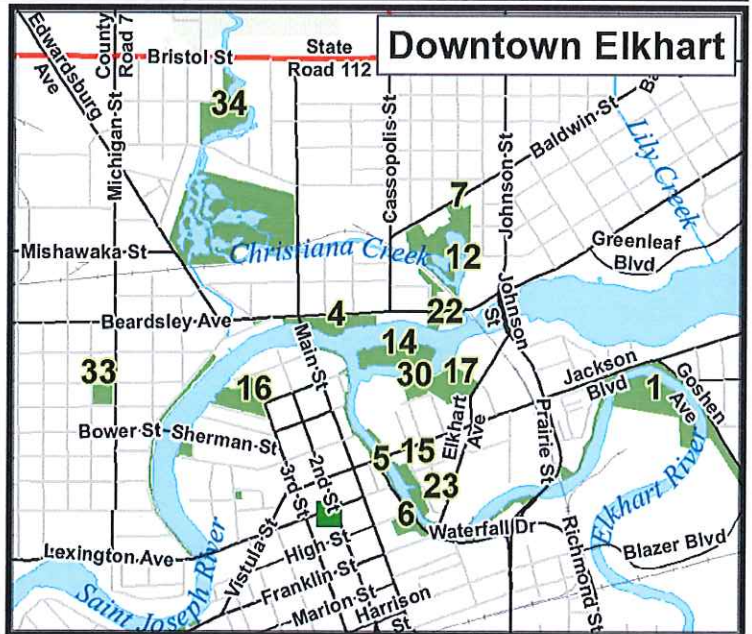 Downtown Elkhart
Edwardsburg
Ave
County
Road 7
Bristol St
State
Road 112
34
Michigan St
Cassopolis St
Johnson St
Baldwin St
Ba
Lily Creek
7
Mishawaka St
Christiana Creek
12
Greenleaf
Blvd
22
Beardsley Ave
4
Johnson
St
Main St
14
33
16
30
17
Jackson
Blvd
1
Goshen
Ave
Bower St
Sherman St
Elkhart
Ave
Prairie St
5
15
2nd St
3rd St
23
6
Elkhart River
Waterfall Dr
Lexington Ave
Vistula St
High St
Richmond St
Blazer Blvd
Saint Joseph River
Franklin St
Marion St
Harrison
St